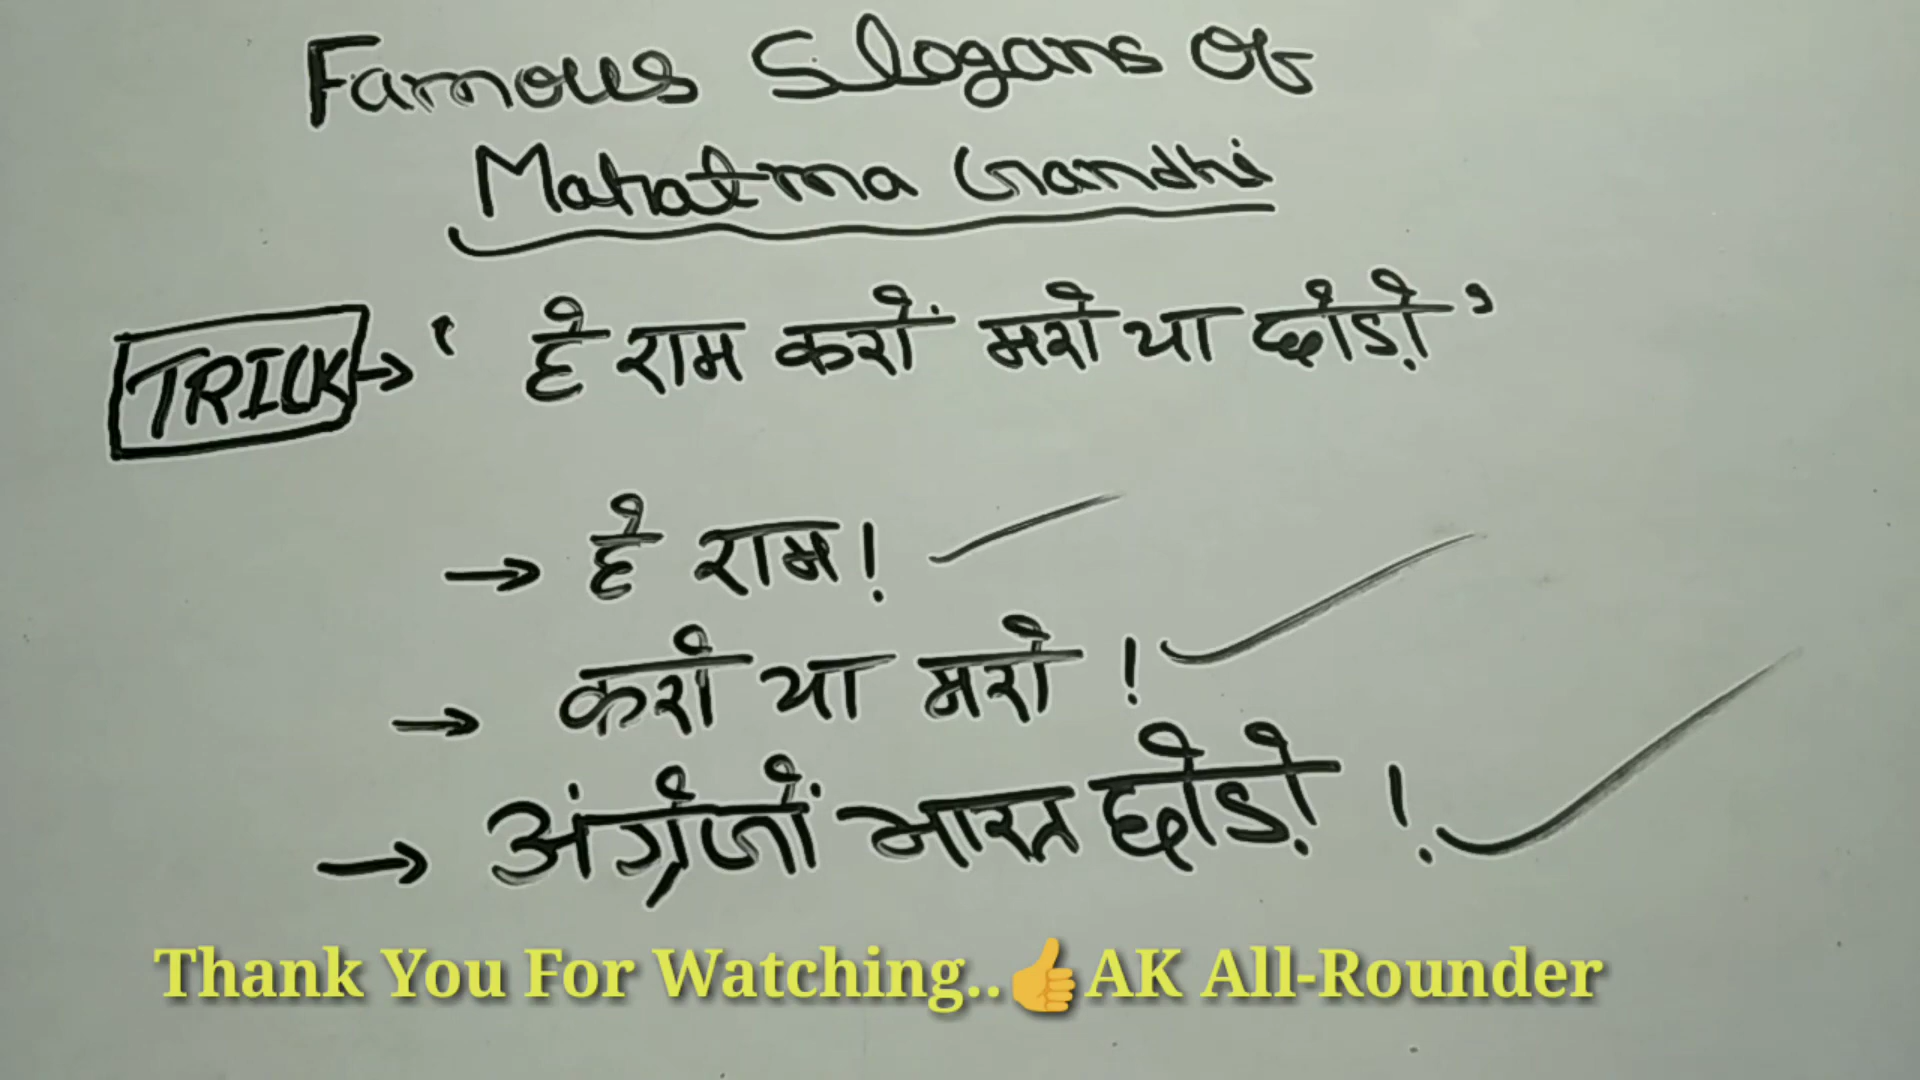 Famous Slogans Of
Mahatma Gandhi
TRICK → ' हे राम करों मरो या छोड़ो '
→ हे राम!
→ करो या मरो !
→ अंग्रेजों भारत छोड़ो !
Thank You For Watching..👍AK All-Rounder